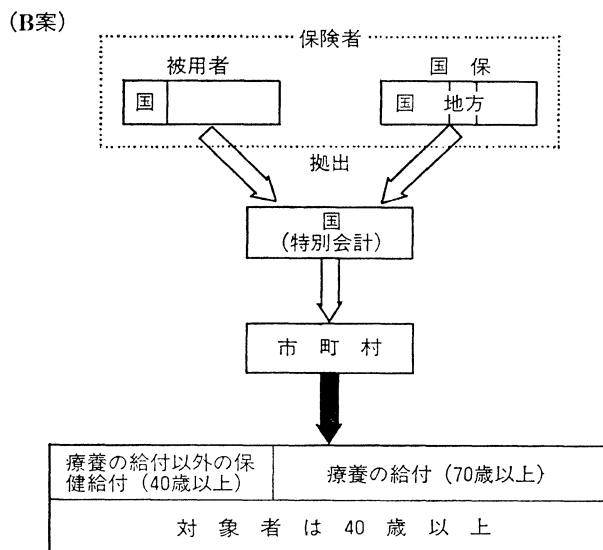 (B案)
保険者
被用者
国保
国
国 地方
拠出
国
(特別会計)
市町村
療養の給付以外の保
健給付(40歳以上)
療養の給付(70歳以上)
対象者は40歳以上